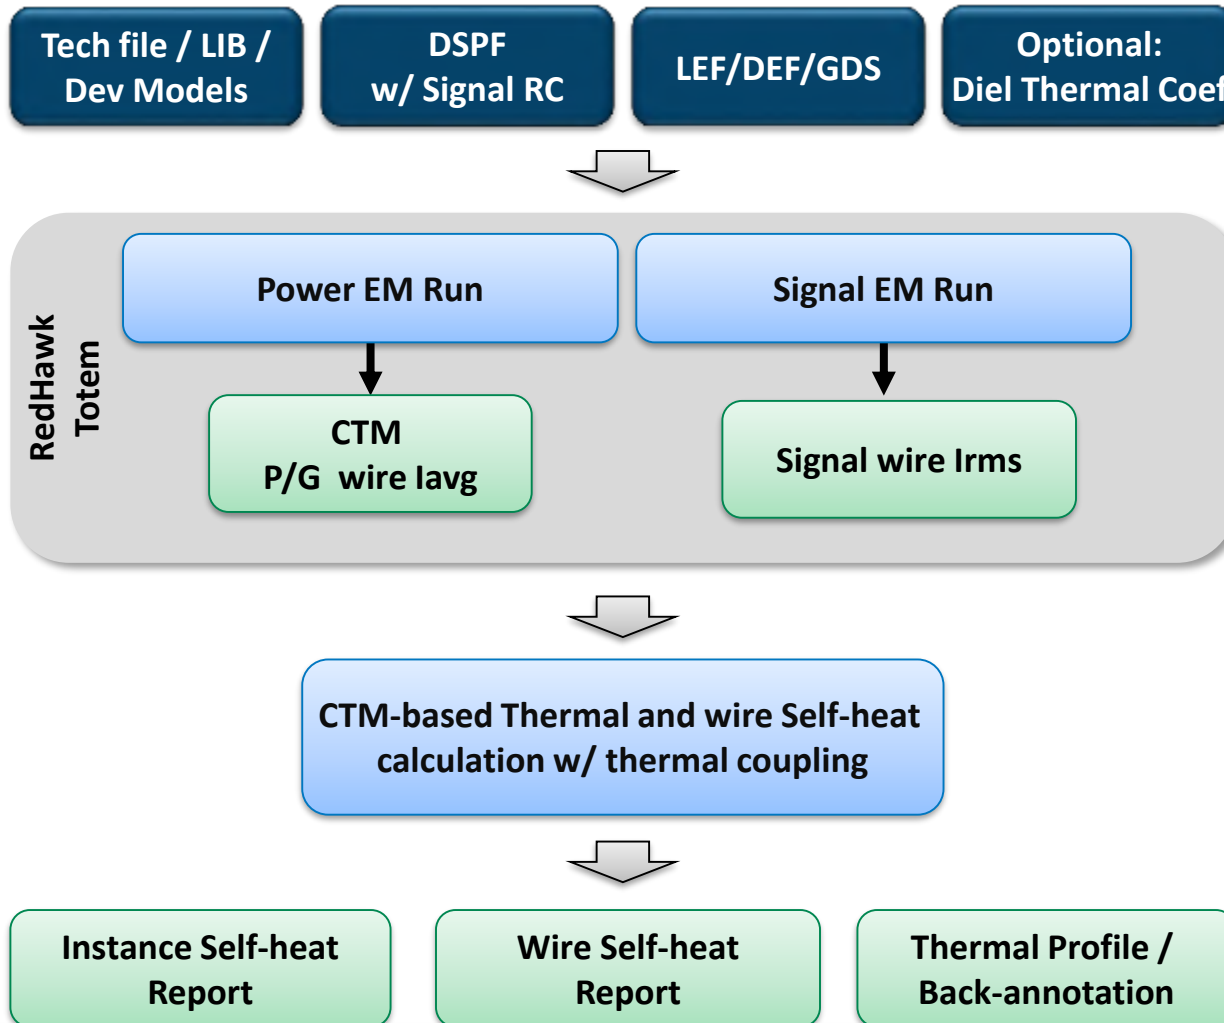 Tech file / LIB /
Dev Models
DSPF
w/ Signal RC
LEF/DEF/GDS
Optional:
Diel Thermal Coef
RedHawk
Totem
Power EM Run
Signal EM Run
CTM
P/G wire Iavg
Signal wire Irms
CTM-based Thermal and wire Self-heat
calculation w/ thermal coupling
Instance Self-heat
Report
Wire Self-heat
Report
Thermal Profile /
Back-annotation